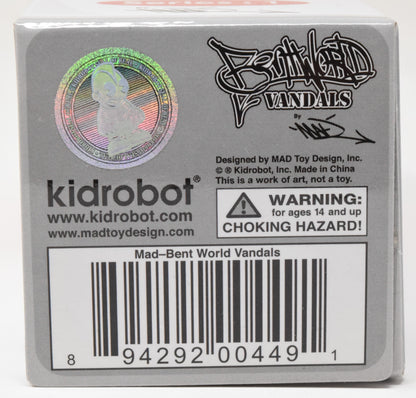 BENT WORLD
VANDALS
BY
MAD
Designed by MAD Toy Design, Inc.
© ® Kidrobot, Inc. Made in China
This is a work of art, not a toy.
kidrobot®
www.kidrobot.com
www.madtoydesign.com
WARNING:
for ages 14 and up
CHOKING HAZARD!
Mad–Bent World Vandals
8 94292 00449 1